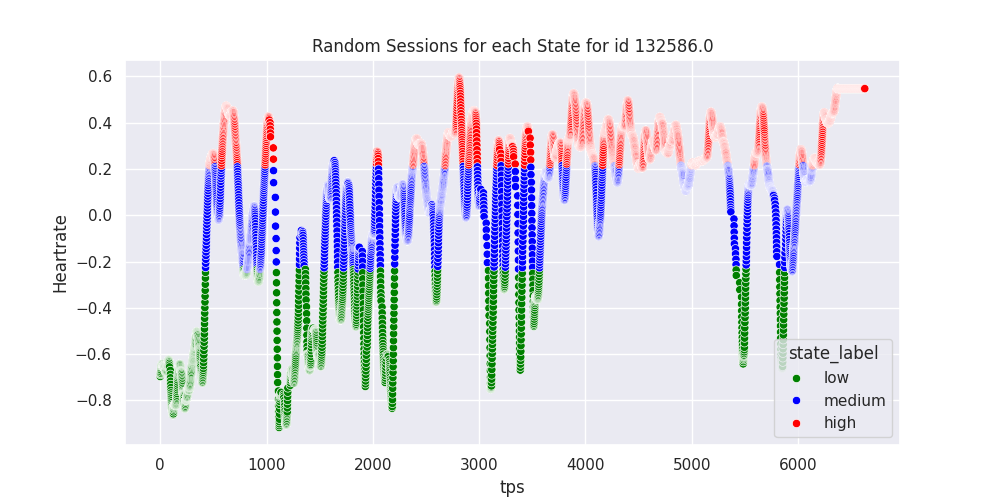 Random Sessions for each State for id 132586.0
Heartrate
0.6
0.4
0.2
0.0
−0.2
−0.4
−0.6
−0.8
state_label
low
medium
high
0 1000 2000 3000 4000 5000 6000
tps